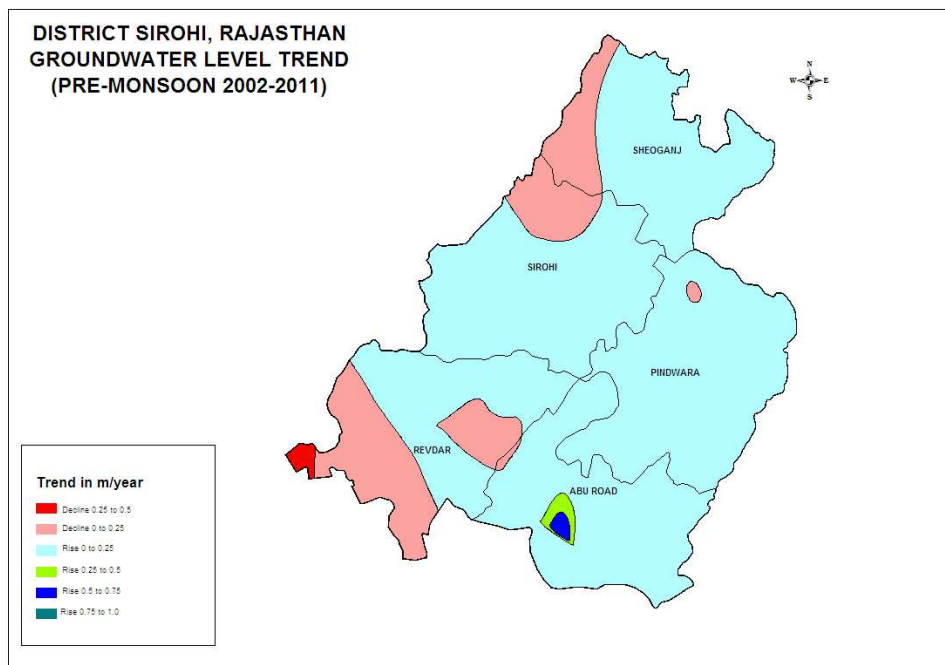 DISTRICT SIROHI, RAJASTHAN
GROUNDWATER LEVEL TREND
(PRE-MONSOON 2002-2011)
N
W E
S
SHEOGANJ
SIROHI
PINDWARA
REVDAR
ABU ROAD
Trend in m/year
Decline 0.25 to 0.5
Decline 0 to 0.25
Rise 0 to 0.25
Rise 0.25 to 0.5
Rise 0.5 to 0.75
Rise 0.75 to 1.0